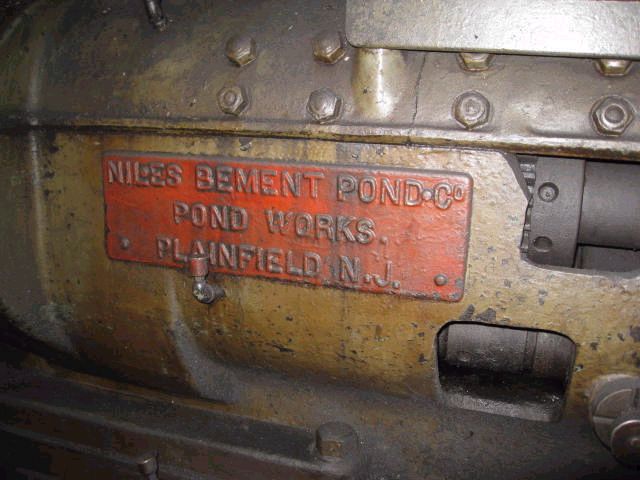 NILES BEMENT POND·Co
POND WORKS.
PLAINFIELD N.J.